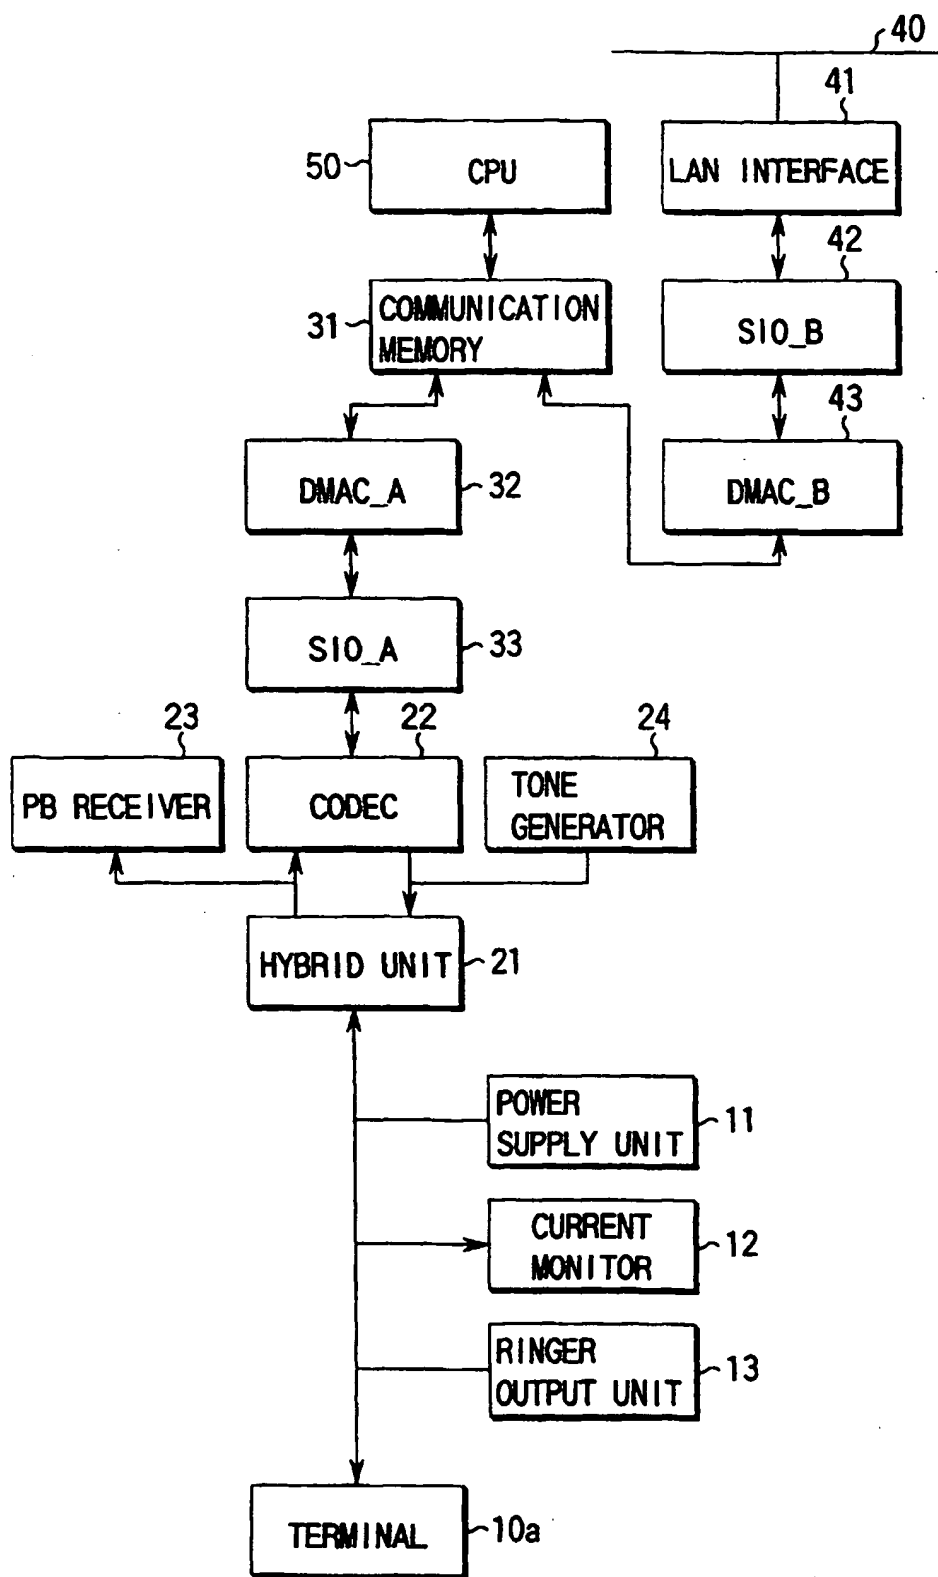 40
41
50
CPU
LAN INTERFACE
42
31
COMMUNICATION
MEMORY
SIO_B
43
DMAC_A
32
DMAC_B
SIO_A
33
23
22
24
PB RECEIVER
CODEC
TONE
GENERATOR
HYBRID UNIT
21
POWER
SUPPLY UNIT
11
CURRENT
MONITOR
12
RINGER
OUTPUT UNIT
13
TERMINAL
10a